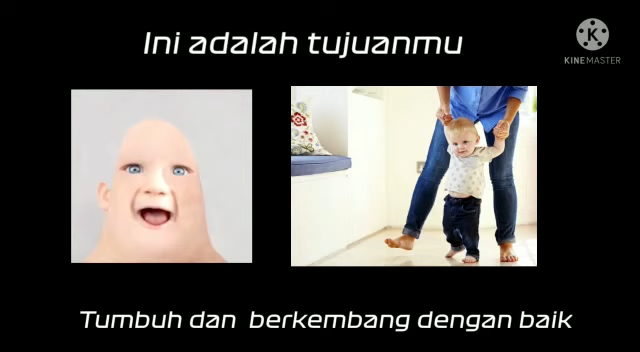 Ini adalah tujuanmu
K
KINEMASTER
Tumbuh dan berkembang dengan baik